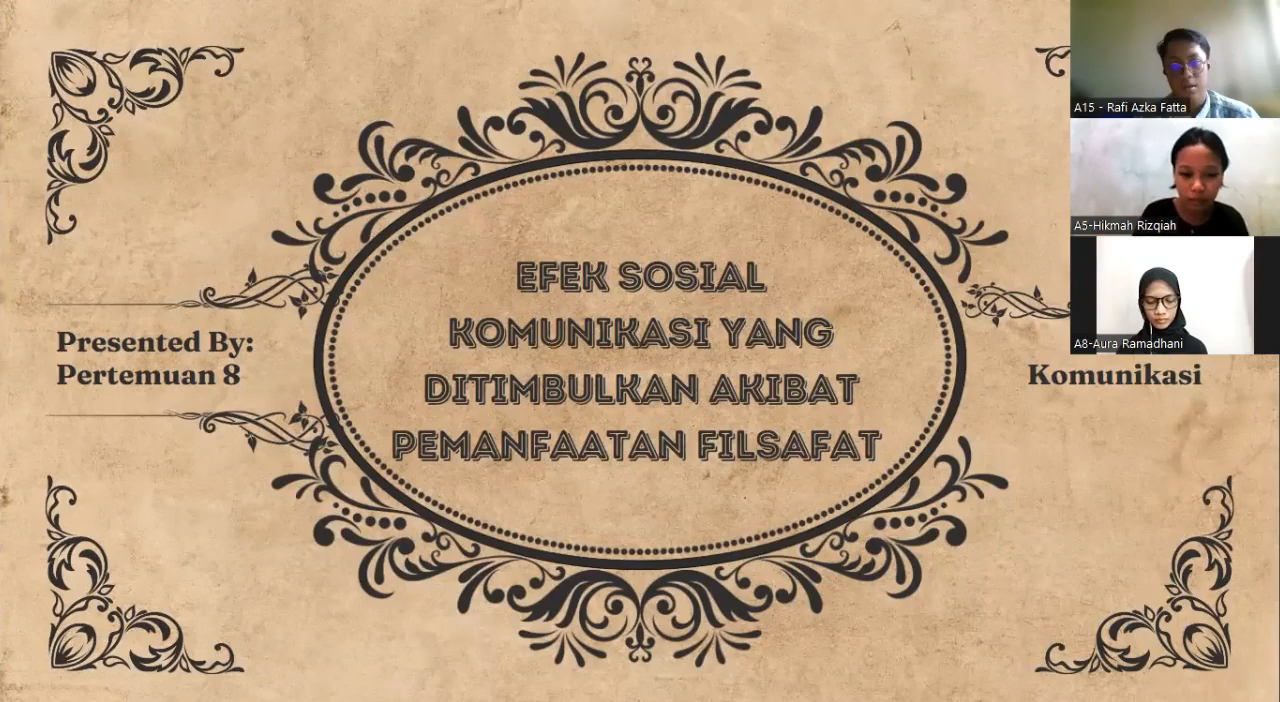 EFEK SOSIAL
KOMUNIKASI YANG
DITIMBULKAN AKIBAT
PEMANFAATAN FILSAFAT
Presented By:
Pertemuan 8
Komunikasi
A15 - Rafi Azka Fatta
A5-Hikmah Rizqiah
A8-Aura Ramadhani